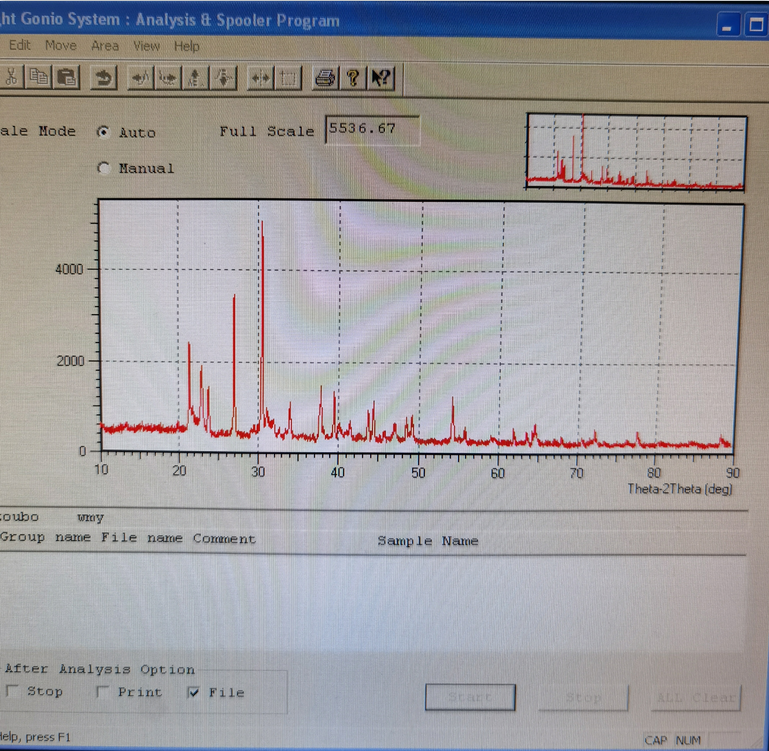 ht Gonio System : Analysis & Spooler Program
Edit Move Area View Help
ale Mode Auto Full Scale 5536.67
Manual
4000
2000
0
10 20 30 40 50 60 70 80 90
Theta-2Theta (deg)
oubo wmy
Group name File name Comment Sample Name
After Analysis Option
Stop Print File Start Stop ALL Clear
Help, press F1 CAP NUM